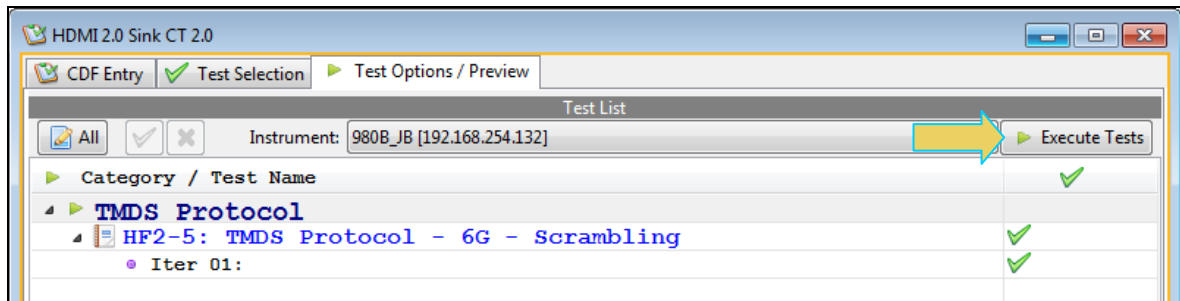 HDMI 2.0 Sink CT 2.0
CDF Entry Test Selection Test Options / Preview
Test List
All Instrument: 980B_JB [192.168.254.132] Execute Tests
Category / Test Name
TMDS Protocol
HF2-5: TMDS Protocol - 6G - Scrambling
Iter 01: